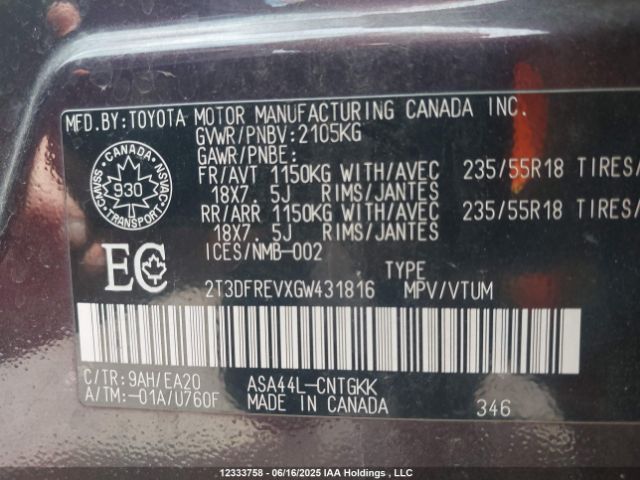 MFD.BY:TOYOTA MOTOR MANUFACTURING CANADA INC.
GVWR/PNBV:2105KG
GAWR/PNBE:
FR/AVT 1150KG WITH/AVEC 235/55R18 TIRES/
18X7. 5J RIMS/JANTES
RR/ARR 1150KG WITH/AVEC 235/55R18 TIRES/
18X7. 5J RIMS/JANTES
ICES/NMB-002
CANADA
CMVSS
930
NSVAC
TRANSPORT
EC
TYPE
2T3DFREVXGW431816 MPV/VTUM
C/TR:9AH/EA20 ASA44L-CNTGKK
A/TM:-01A/U760F MADE IN CANADA 346
12333758 - 06/16/2025 IAA Holdings , LLC